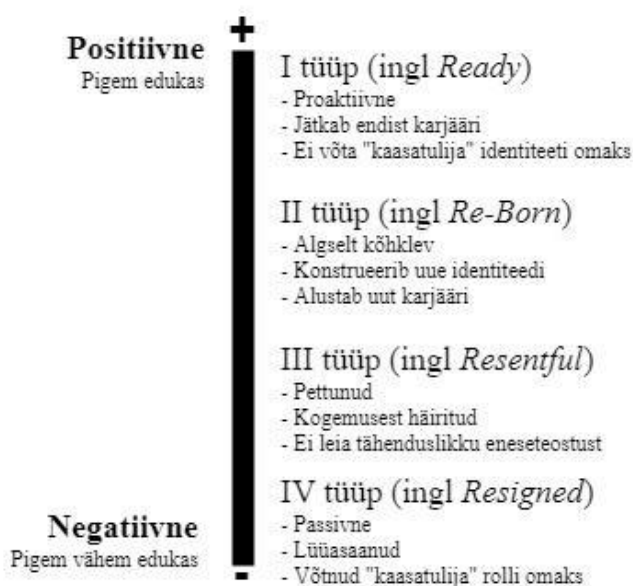 +
Positiivne
Pigem edukas
I tüüp (ingl Ready)
- Proaktiivne
- Jätkab endist karjääri
- Ei võta "kaasatulija" identiteeti omaks
II tüüp (ingl Re-Born)
- Algselt kõhklev
- Konstrueerib uue identiteedi
- Alustab uut karjääri
III tüüp (ingl Resentful)
- Pettunud
- Kogemusest häiritud
- Ei leia tähenduslikku eneseteostust
IV tüüp (ingl Resigned)
- Passivne
- Lüüasaanud
- Võtnud "kaasatulija" rolli omaks
Negatiivne
Pigem vähem edukas
-